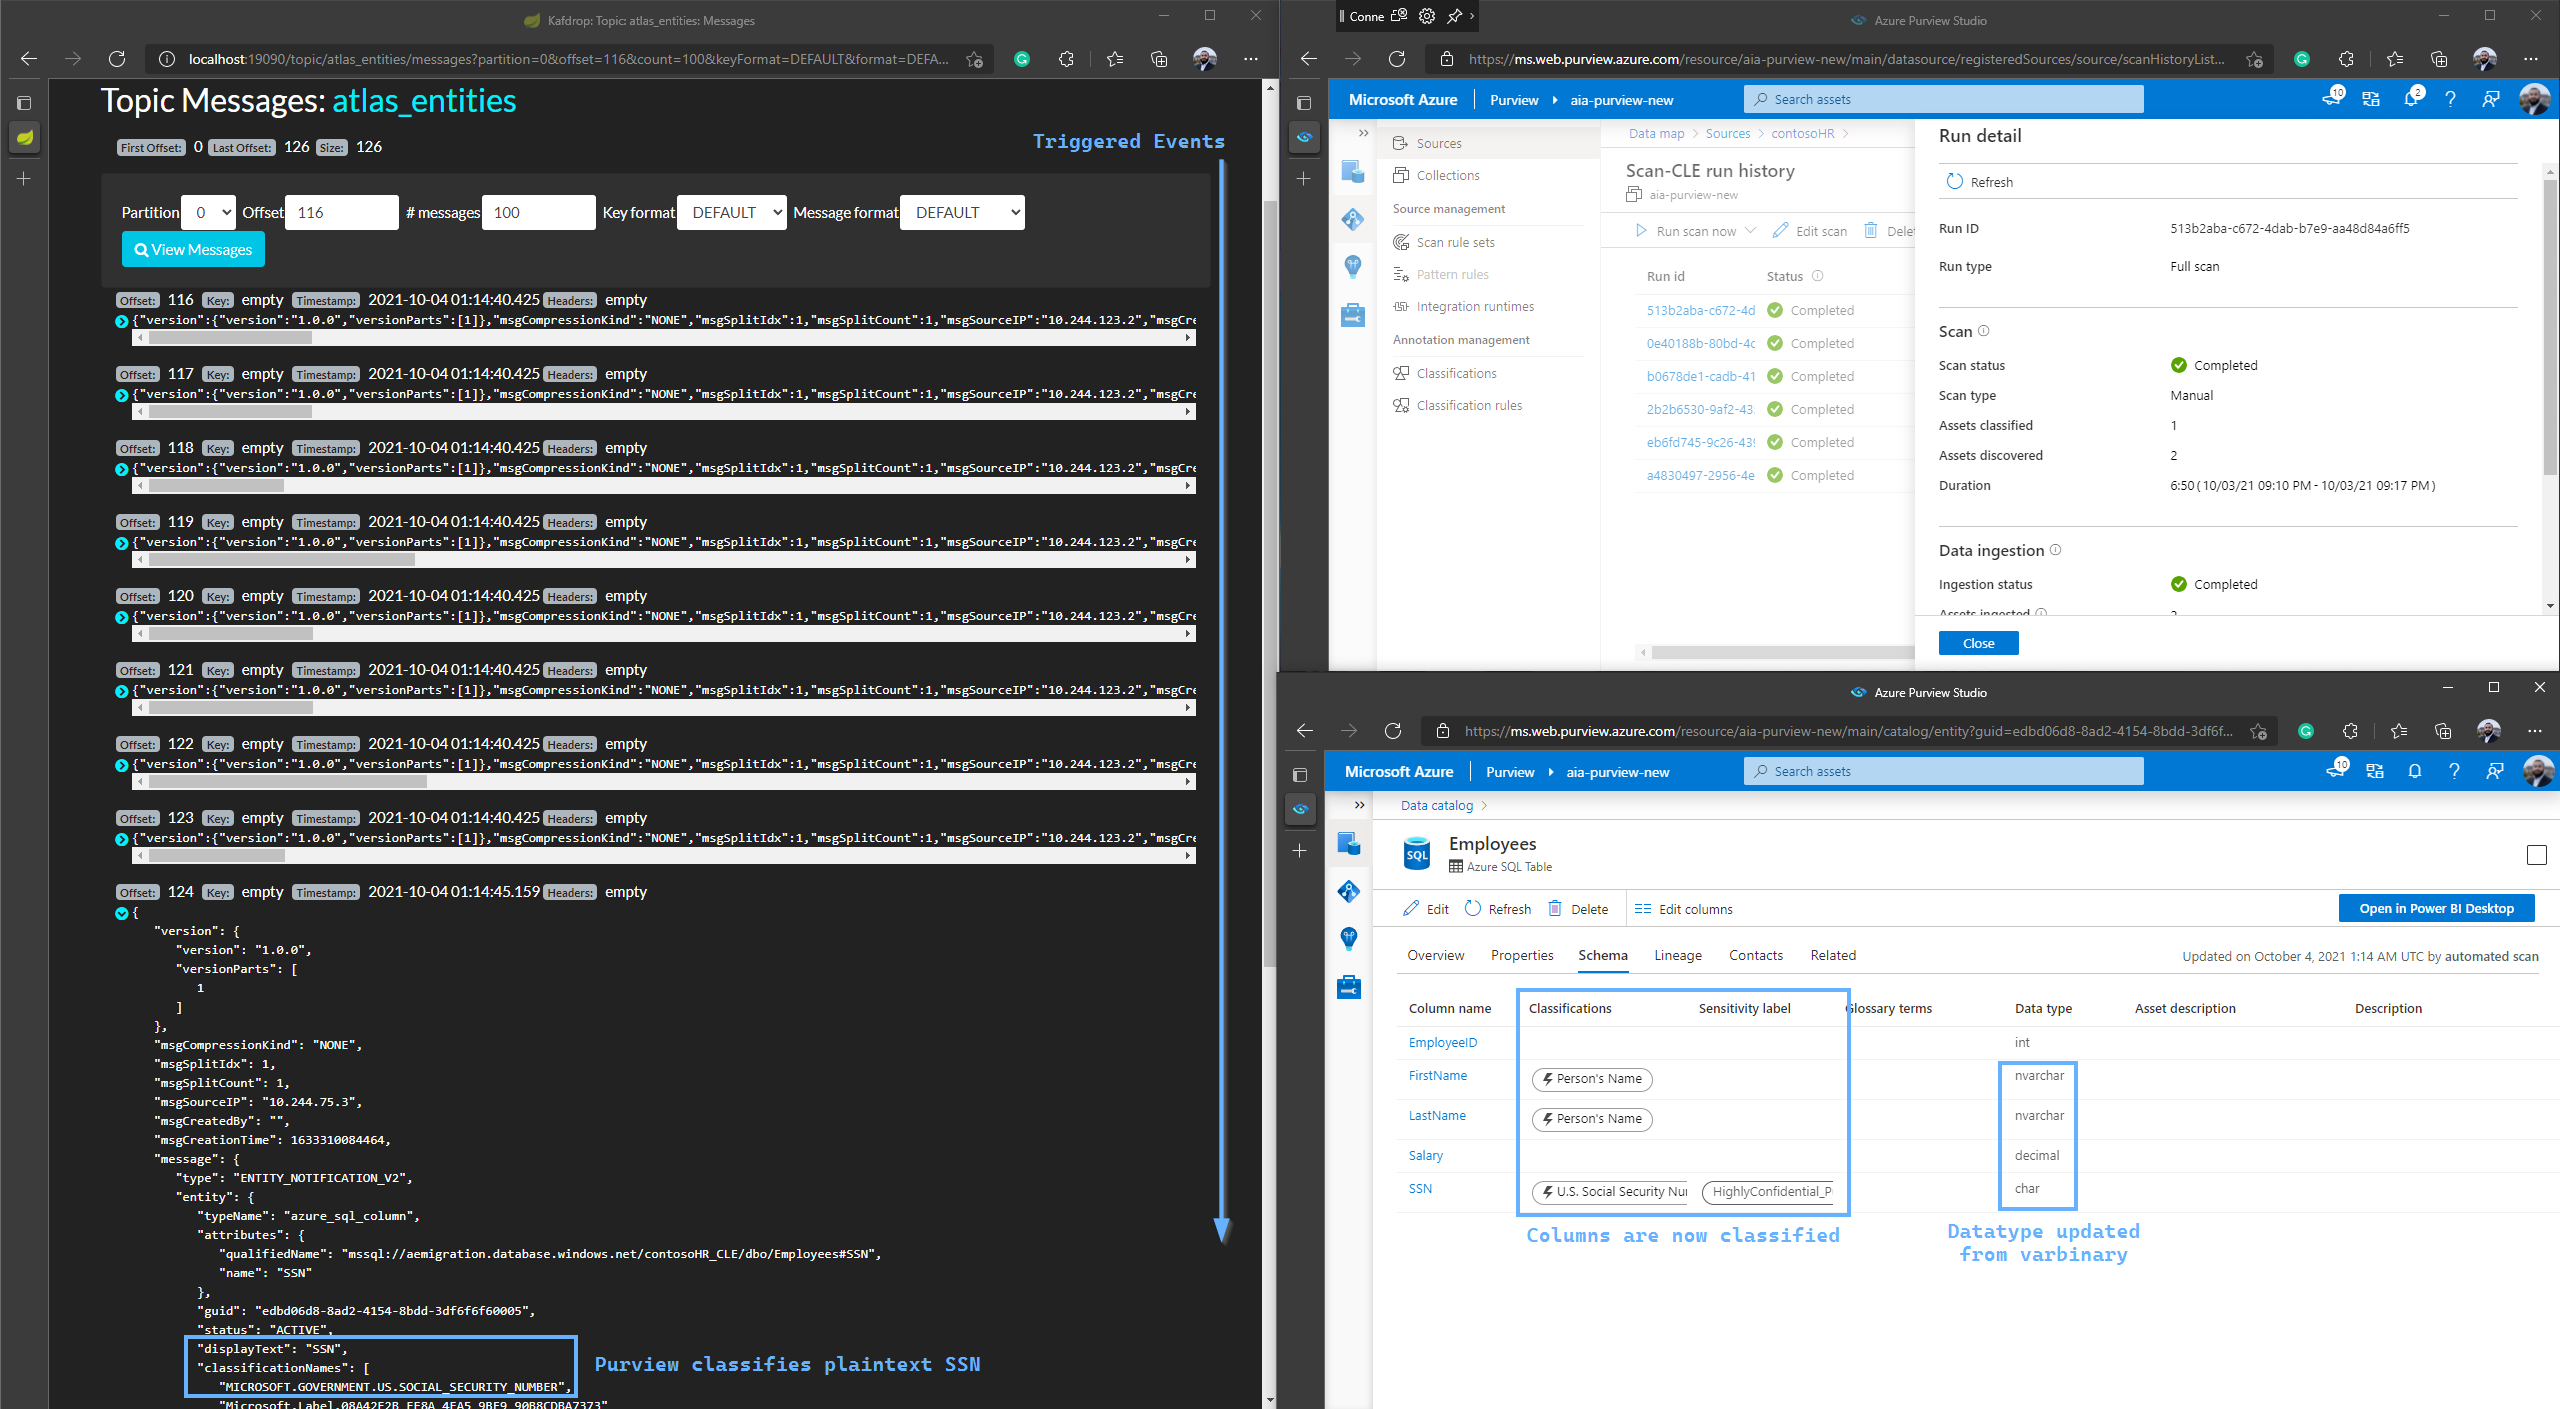 Kafdrop: Topic: atlas_entities: Messages
localhost:19090/topic/atlas_entities/messages?partition=0&offset=116&count=100&keyFormat=DEFAULT&format=DEFA...
Topic Messages: atlas_entities
First Offset: 0 Last Offset: 126 Size: 126
Triggered Events
Partition 0 Offset 116 # messages 100 Key format DEFAULT Message format DEFAULT
View Messages
Offset: 116 Key: empty Timestamp: 2021-10-04 01:14:40.425 Headers: empty
{"version":{"version":"1.0.0","versionParts":[1]},"msgCompressionKind":"NONE","msgSplitIdx":1,"msgSplitCount":1,"msgSourceIP":"10.244.123.2","msgCre
Offset: 117 Key: empty Timestamp: 2021-10-04 01:14:40.425 Headers: empty
{"version":{"version":"1.0.0","versionParts":[1]},"msgCompressionKind":"NONE","msgSplitIdx":1,"msgSplitCount":1,"msgSourceIP":"10.244.123.2","msgCre
Offset: 118 Key: empty Timestamp: 2021-10-04 01:14:40.425 Headers: empty
{"version":{"version":"1.0.0","versionParts":[1]},"msgCompressionKind":"NONE","msgSplitIdx":1,"msgSplitCount":1,"msgSourceIP":"10.244.123.2","msgCre
Offset: 119 Key: empty Timestamp: 2021-10-04 01:14:40.425 Headers: empty
{"version":{"version":"1.0.0","versionParts":[1]},"msgCompressionKind":"NONE","msgSplitIdx":1,"msgSplitCount":1,"msgSourceIP":"10.244.123.2","msgCre
Offset: 120 Key: empty Timestamp: 2021-10-04 01:14:40.425 Headers: empty
{"version":{"version":"1.0.0","versionParts":[1]},"msgCompressionKind":"NONE","msgSplitIdx":1,"msgSplitCount":1,"msgSourceIP":"10.244.123.2","msgCre
Offset: 121 Key: empty Timestamp: 2021-10-04 01:14:40.425 Headers: empty
{"version":{"version":"1.0.0","versionParts":[1]},"msgCompressionKind":"NONE","msgSplitIdx":1,"msgSplitCount":1,"msgSourceIP":"10.244.123.2","msgCre
Offset: 122 Key: empty Timestamp: 2021-10-04 01:14:40.425 Headers: empty
{"version":{"version":"1.0.0","versionParts":[1]},"msgCompressionKind":"NONE","msgSplitIdx":1,"msgSplitCount":1,"msgSourceIP":"10.244.123.2","msgCre
Offset: 123 Key: empty Timestamp: 2021-10-04 01:14:40.425 Headers: empty
{"version":{"version":"1.0.0","versionParts":[1]},"msgCompressionKind":"NONE","msgSplitIdx":1,"msgSplitCount":1,"msgSourceIP":"10.244.123.2","msgCre
Offset: 124 Key: empty Timestamp: 2021-10-04 01:14:45.159 Headers: empty
{
"version": {
"version": "1.0.0",
"versionParts": [
1
]
},
"msgCompressionKind": "NONE",
"msgSplitIdx": 1,
"msgSplitCount": 1,
"msgSourceIP": "10.244.75.3",
"msgCreatedBy": "",
"msgCreationTime": 1633310084464,
"message": {
"type": "ENTITY_NOTIFICATION_V2",
"entity": {
"typeName": "azure_sql_column",
"attributes": {
"qualifiedName": "mssql://aemigration.database.windows.net/contosoHR_CLE/dbo/Employees#SSN",
"name": "SSN"
},
"guid": "edbd06d8-8ad2-4154-8bdd-3df6f6f60005",
"status": "ACTIVE",
"displayText": "SSN",
"classificationNames": [
"MICROSOFT.GOVERNMENT.US.SOCIAL_SECURITY_NUMBER",
Purview classifies plaintext SSN
Conne
Azure Purview Studio
https://ms.web.purview.azure.com/resource/aia-purview-new/main/datasource/registeredSources/source/scanHistoryList...
Microsoft Azure Purview aia-purview-new Search assets 10 2
Sources
Collections
Source management
Scan rule sets
Pattern rules
Integration runtimes
Annotation management
Classifications
Classification rules
Data map > Sources > contosoHR >
Scan-CLE run history
aia-purview-new
Run scan now Edit scan Delet
Run id Status
513b2aba-c672-4d Completed
0e40188b-80bd-4c Completed
b0678de1-cadb-41 Completed
2b2b6530-9af2-43 Completed
eb6fd745-9c26-439 Completed
a4830497-2956-4e Completed
Run detail
Refresh
Run ID 513b2aba-c672-4dab-b7e9-aa48d84a6ff5
Run type Full scan
Scan
Scan status Completed
Scan type Manual
Assets classified 1
Assets discovered 2
Duration 6:50 ( 10/03/21 09:10 PM - 10/03/21 09:17 PM )
Data ingestion
Ingestion status Completed
Assets ingested 2
Close
Azure Purview Studio
https://ms.web.purview.azure.com/resource/aia-purview-new/main/catalog/entity?guid=edbd06d8-8ad2-4154-8bdd-3df6f...
Microsoft Azure Purview aia-purview-new Search assets 10
Data catalog >
SQL
Employees
Azure SQL Table
Edit Refresh Delete Edit columns Open in Power BI Desktop
Overview Properties Schema Lineage Contacts Related Updated on October 4, 2021 1:14 AM UTC by automated scan
Column name Classifications Sensitivity label Glossary terms Data type Asset description Description
EmployeeID int
FirstName Person's Name nvarchar
LastName Person's Name nvarchar
Salary decimal
SSN U.S. Social Security Nu HighlyConfidential_P char
Columns are now classified
Datatype updated
from varbinary